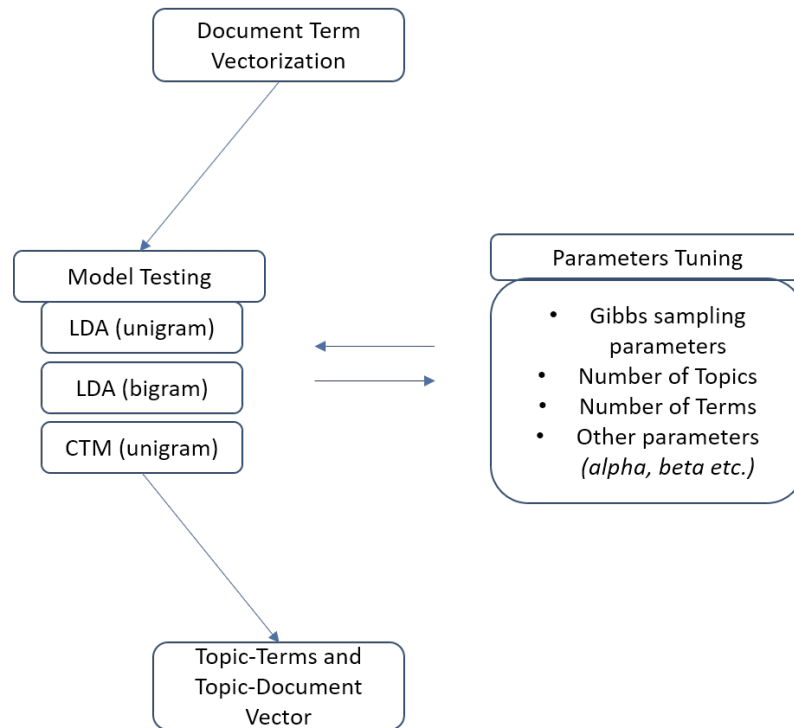 Document Term
Vectorization
Model Testing
LDA (unigram)
LDA (bigram)
CTM (unigram)
Parameters Tuning
• Gibbs sampling
parameters
• Number of Topics
• Number of Terms
• Other parameters
(alpha, beta etc.)
Topic-Terms and
Topic-Document
Vector